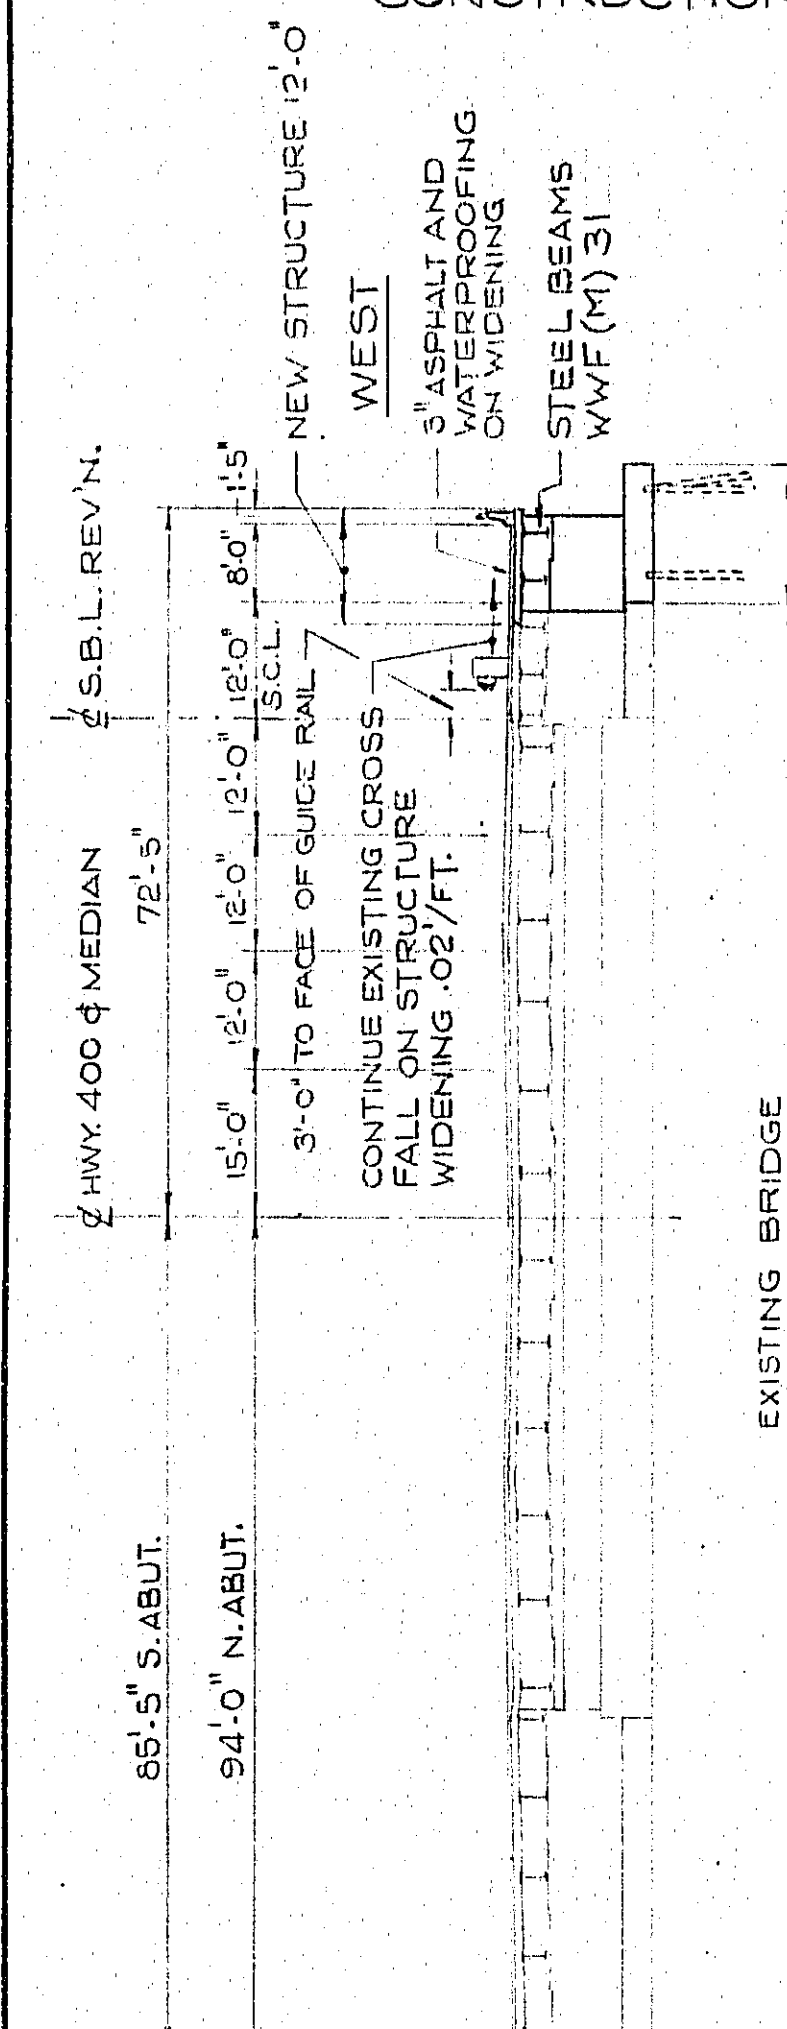 NEW STRUCTURE 12'-0"
WEST
3" ASPHALT AND
WATERPROOFING
ON WIDENING
STEEL BEAMS
WWF (M) 31
℄ S.B.L. REV'N.
℄ HWY. 400 ¢ MEDIAN
72'-5"
85'-5" S. ABUT.
94'-0" N. ABUT.
15'-0" 12'-0" 12'-0" 12'-0" 12'-0" 8'-0" 1'-5"
S.C.L.
3'-0" TO FACE OF GUIDE RAIL
CONTINUE EXISTING CROSS
FALL ON STRUCTURE
WIDENING .02'/FT.
EXISTING BRIDGE